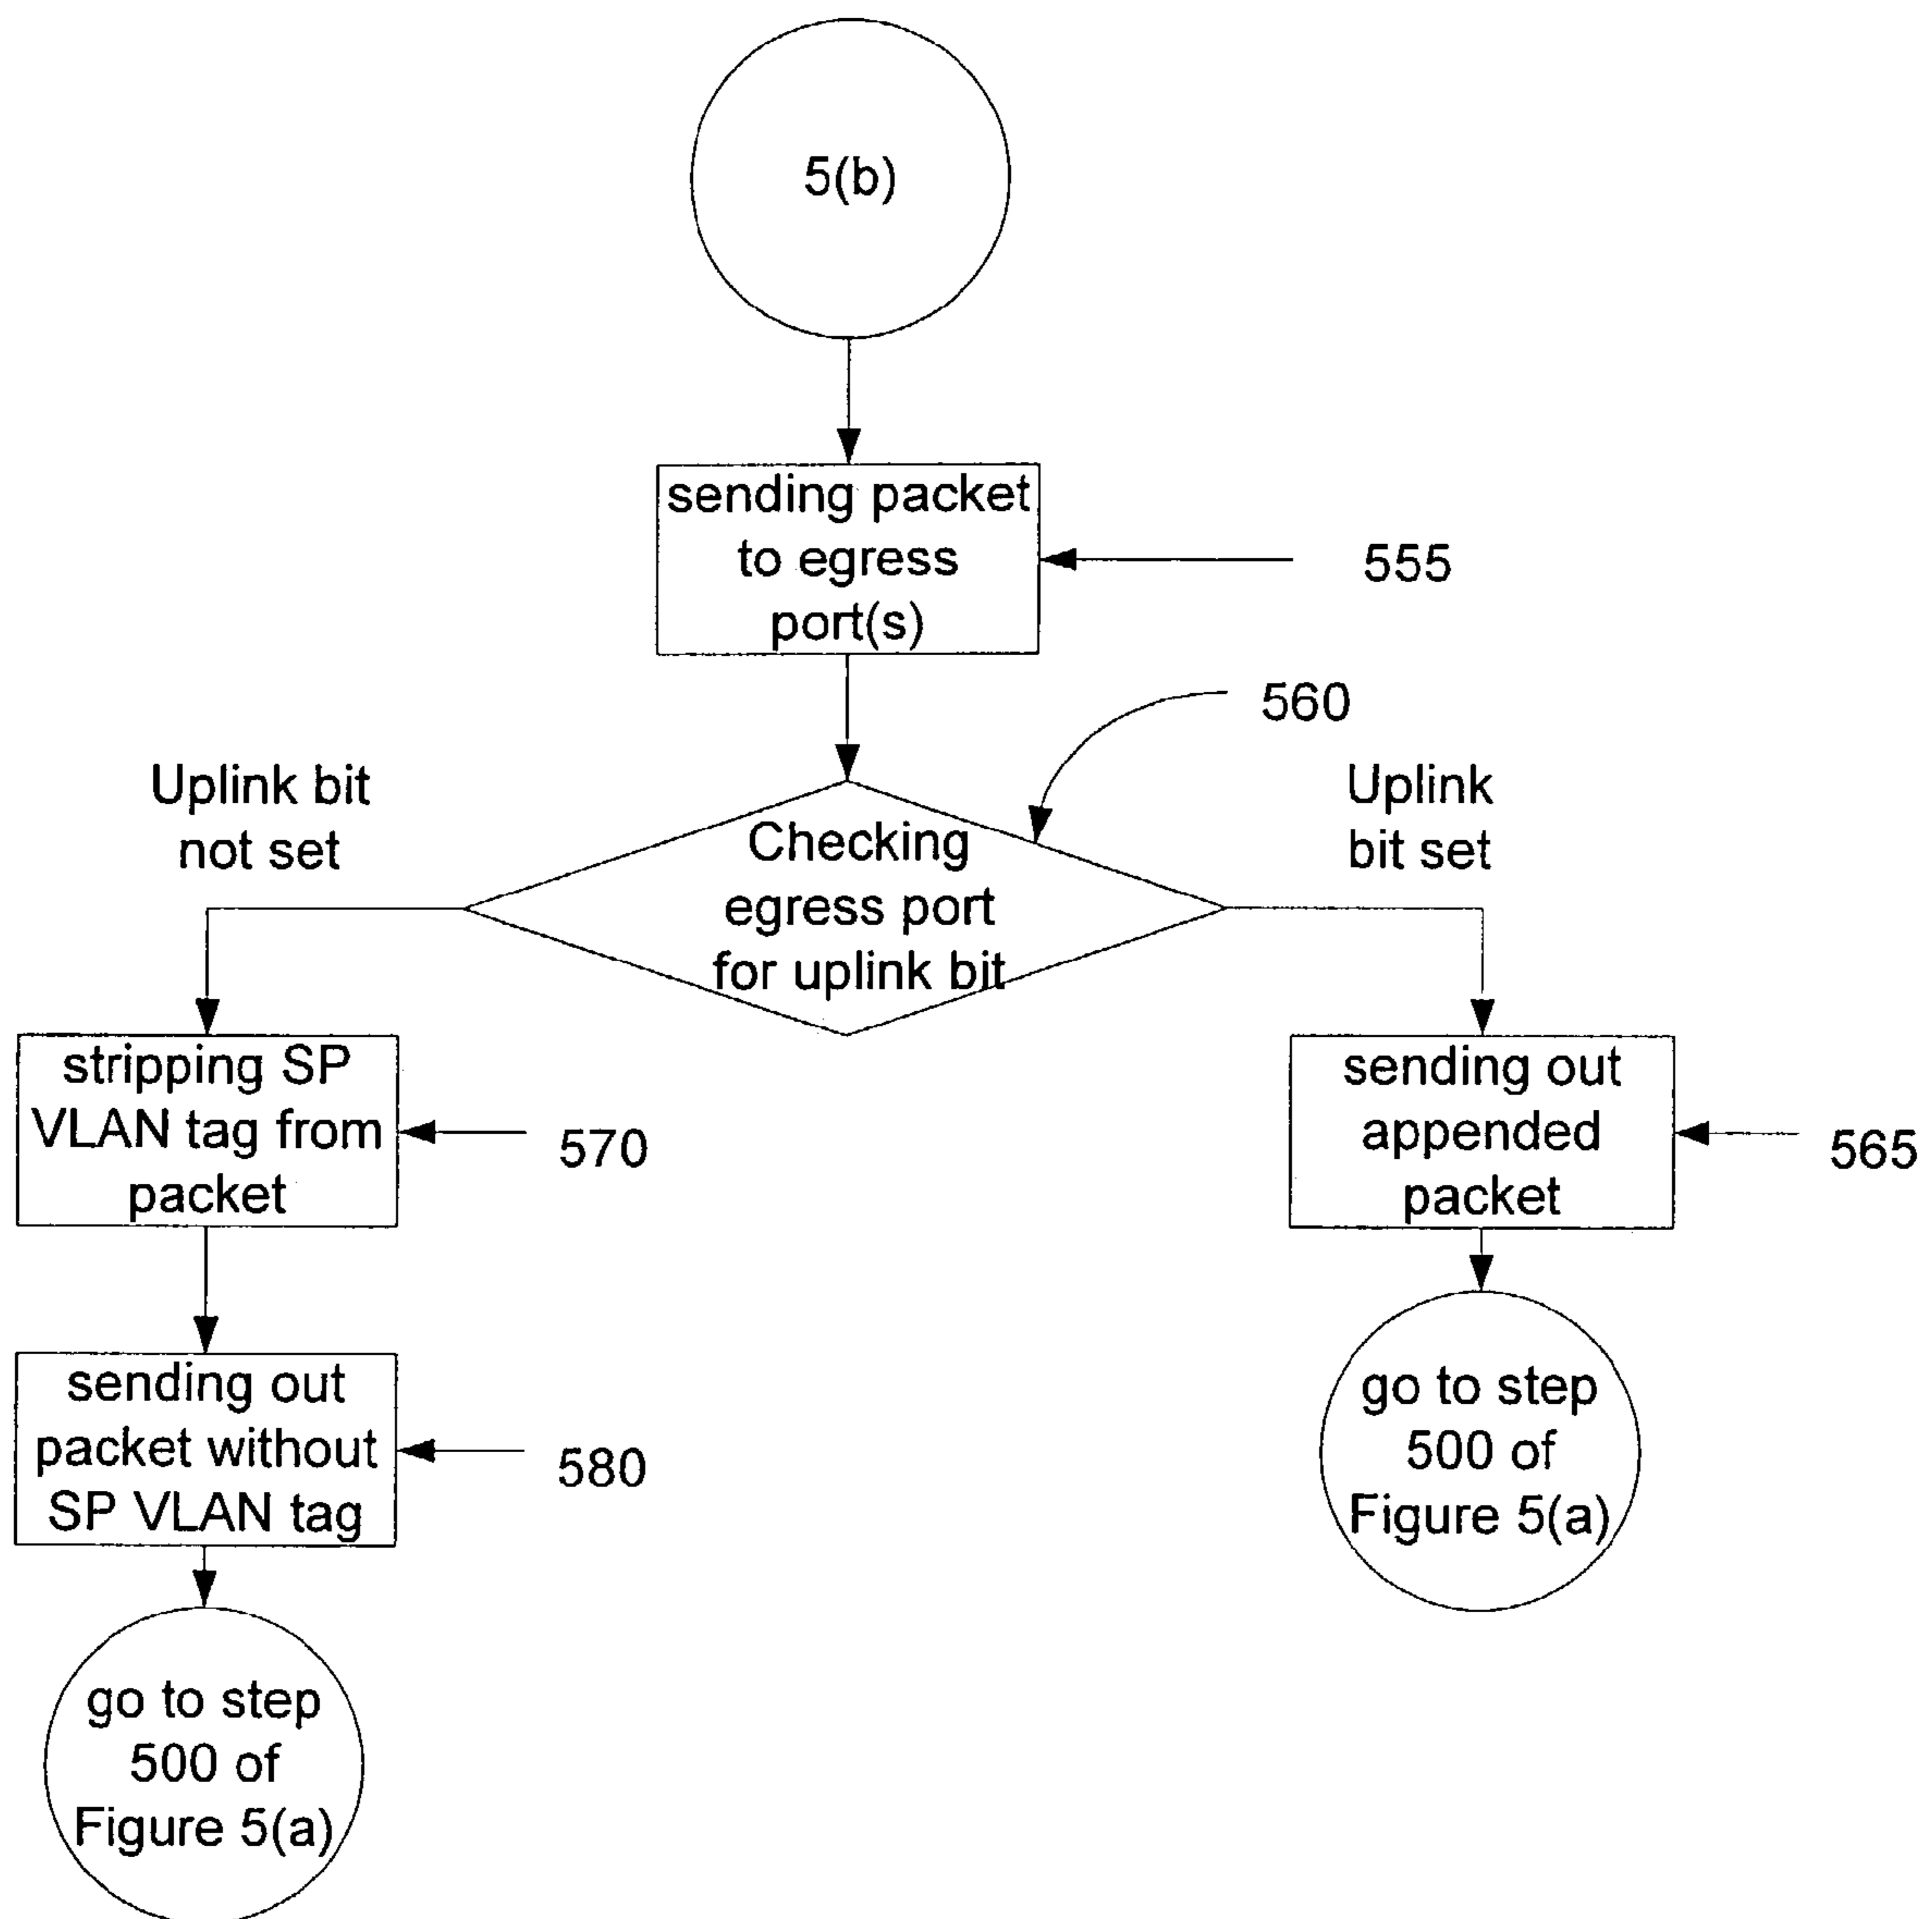 5(b)
sending packet
to egress
port(s)
555
560
Uplink bit
not set
Uplink
bit set
Checking
egress port
for uplink bit
stripping SP
VLAN tag from
packet
570
sending out
appended
packet
565
sending out
packet without
SP VLAN tag
580
go to step
500 of
Figure 5(a)
go to step
500 of
Figure 5(a)